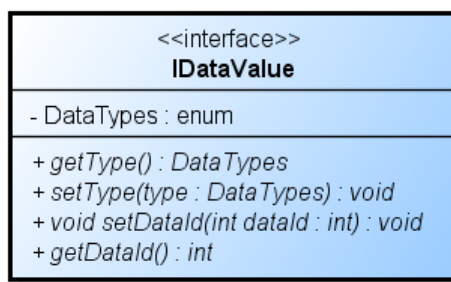 <<interface>>
IDataValue
- DataTypes : enum
+ getType() : DataTypes
+ setType(type : DataTypes) : void
+ void setDataId(int dataId : int) : void
+ getDataId() : int